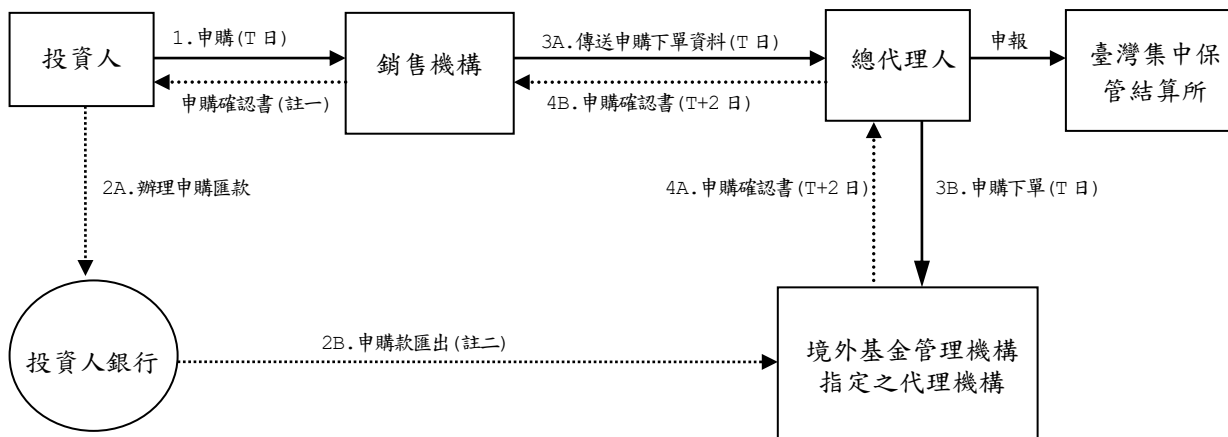 投資人
1.申購(T 日)
申購確認書(註一)
銷售機構
3A.傳送申購下單資料(T 日)
4B.申購確認書(T+2 日)
總代理人
申報
臺灣集中保
管結算所
2A.辦理申購匯款
4A.申購確認書(T+2 日)
3B.申購下單(T 日)
投資人銀行
2B.申購款匯出(註二)
境外基金管理機構
指定之代理機構